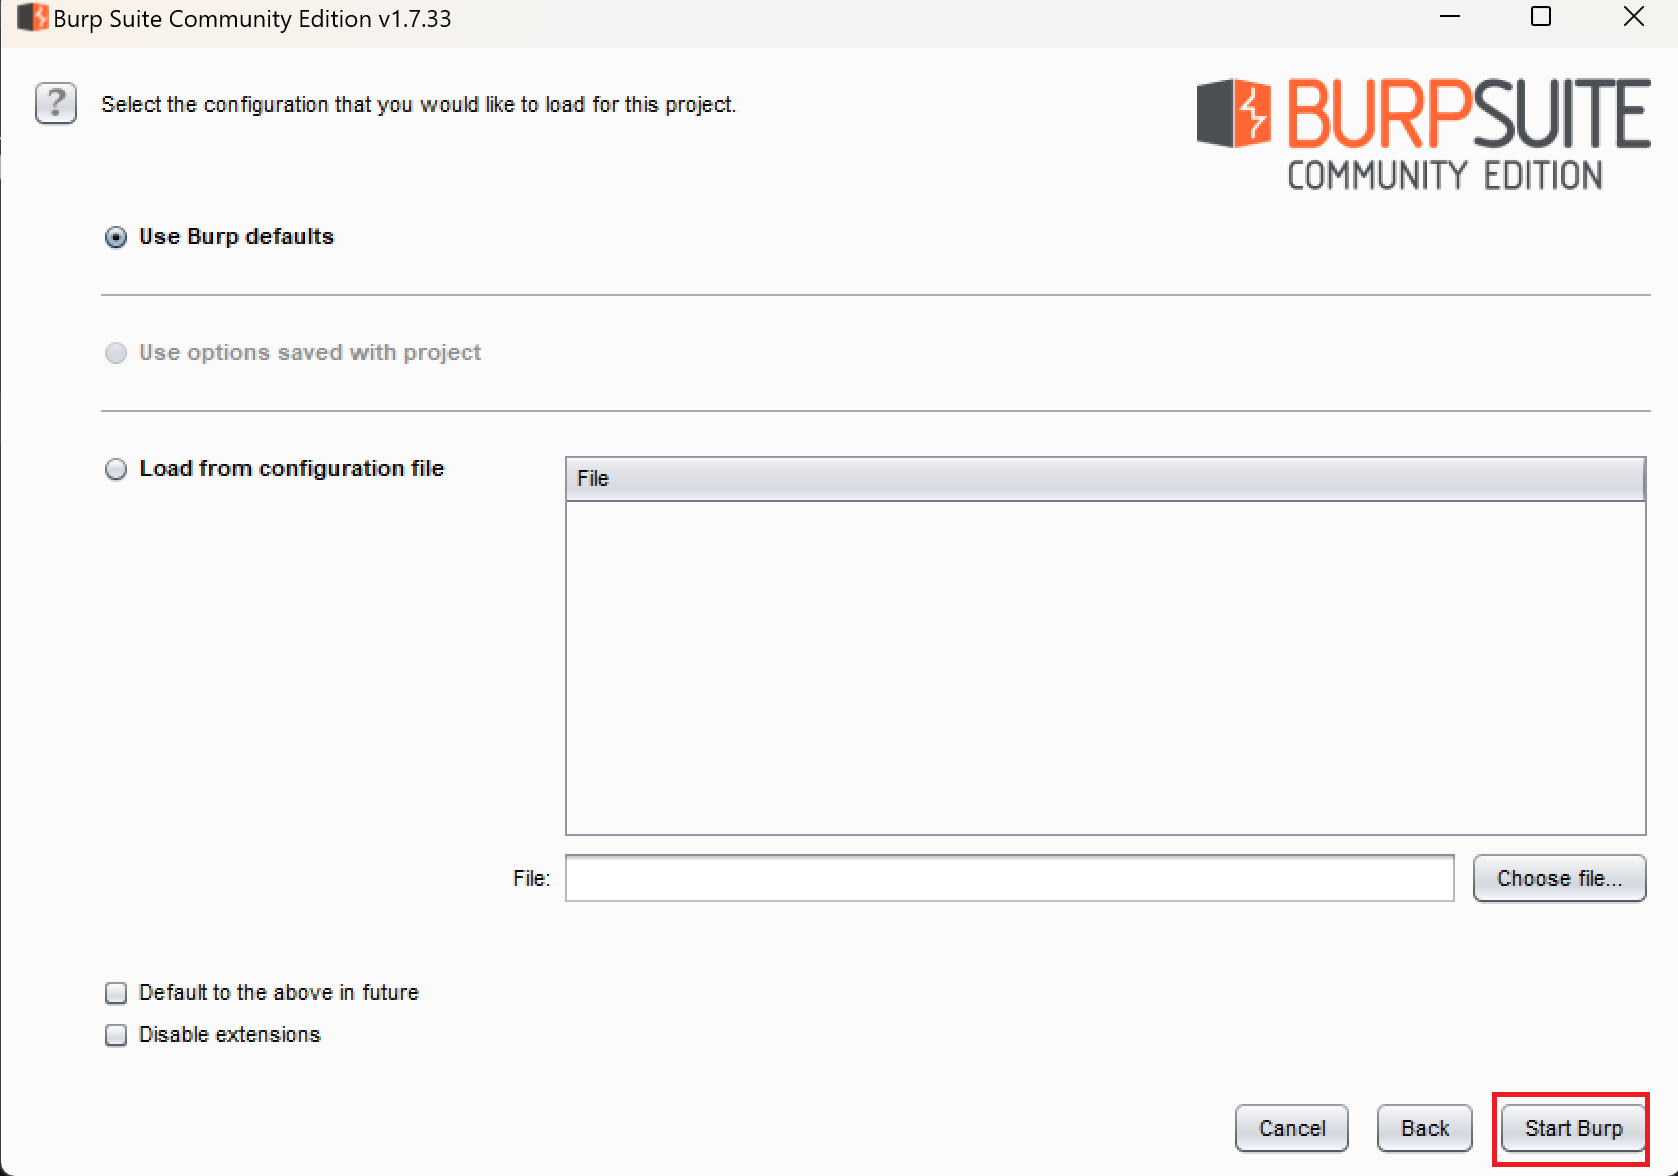 Burp Suite Community Edition v1.7.33
?
Select the configuration that you would like to load for this project.
BURPSUITE
COMMUNITY EDITION
Use Burp defaults
Use options saved with project
Load from configuration file
File
File:
Choose file...
Default to the above in future
Disable extensions
Cancel
Back
Start Burp